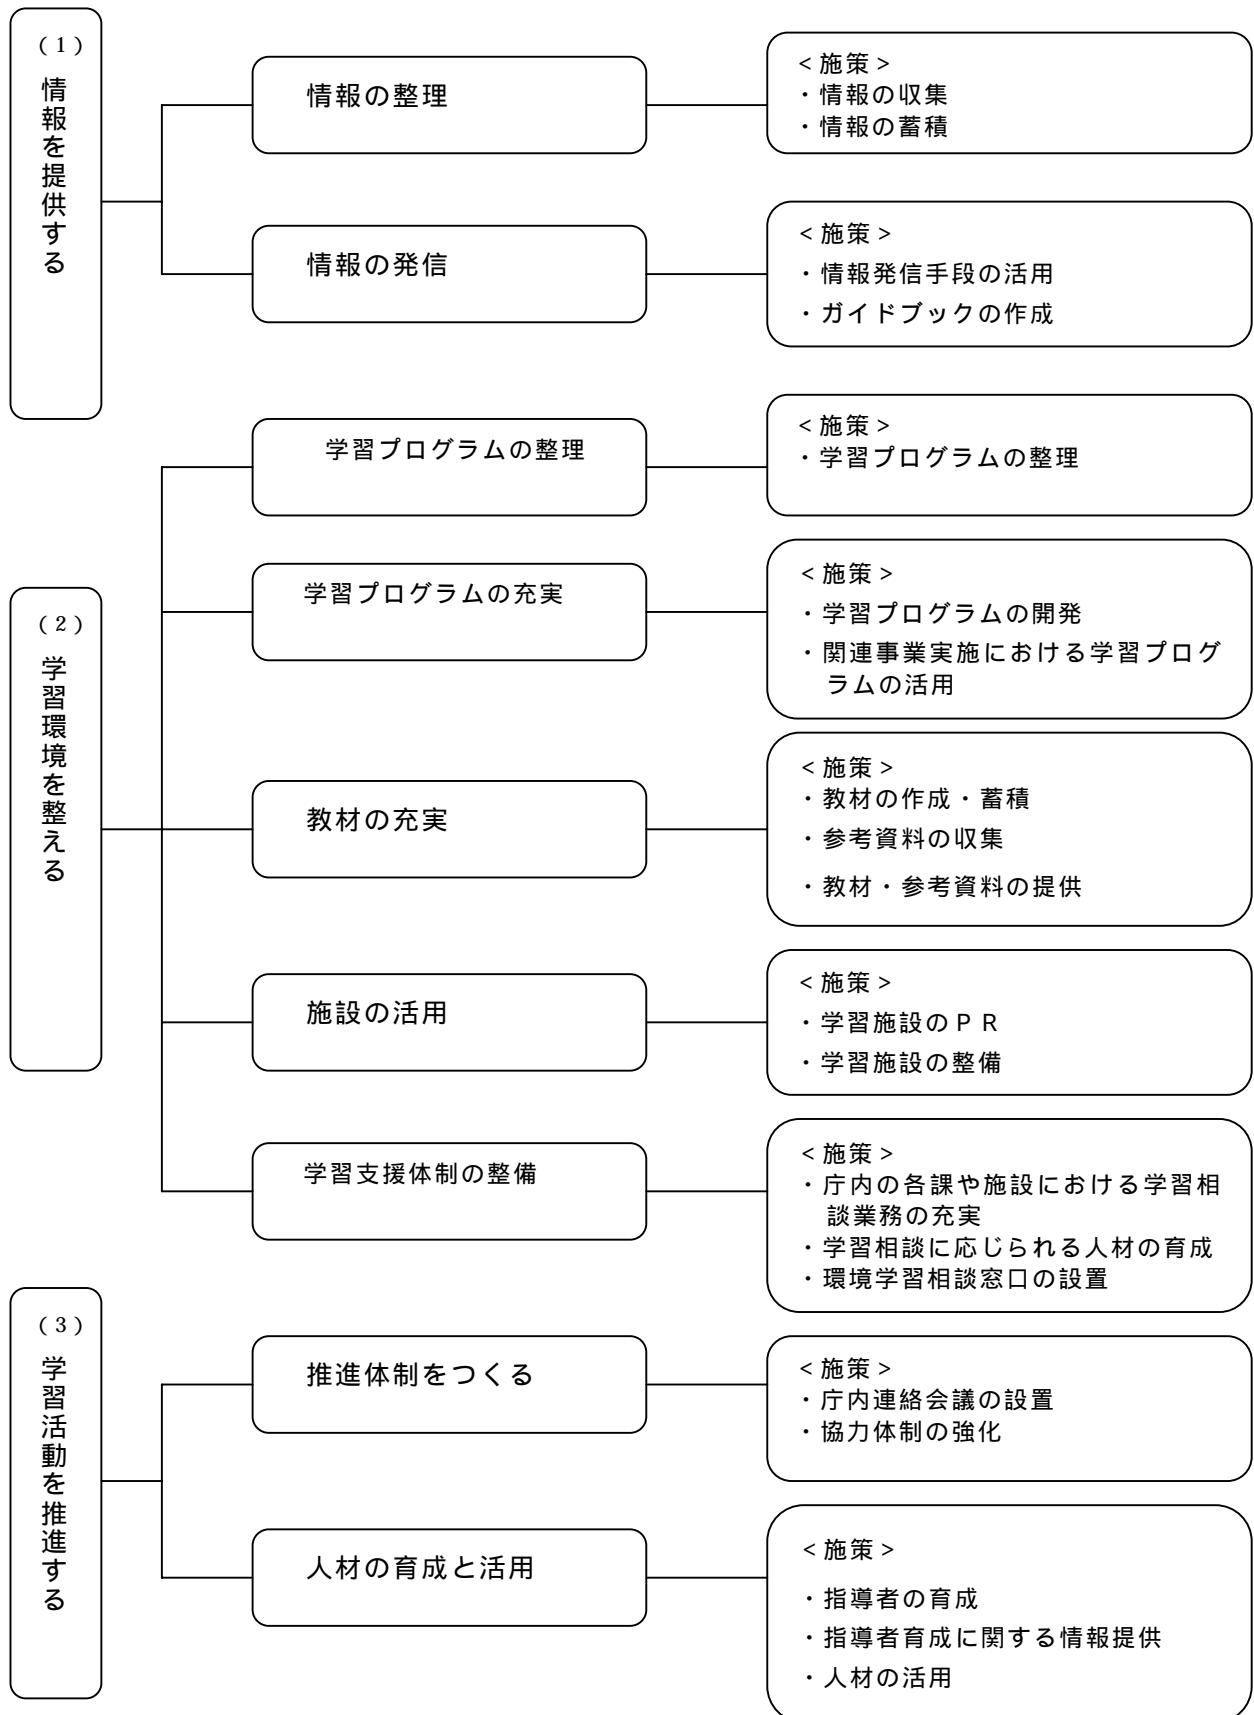 （１）
情報を提供する
情報の整理
＜施策＞
・情報の収集
・情報の蓄積
情報の発信
＜施策＞
・情報発信手段の活用
・ガイドブックの作成
（２）
学習環境を整える
学習プログラムの整理
＜施策＞
・学習プログラムの整理
学習プログラムの充実
＜施策＞
・学習プログラムの開発
・関連事業実施における学習プログ
ラムの活用
教材の充実
＜施策＞
・教材の作成・蓄積
・参考資料の収集
・教材・参考資料の提供
施設の活用
＜施策＞
・学習施設のＰＲ
・学習施設の整備
学習支援体制の整備
＜施策＞
・庁内の各課や施設における学習相
談業務の充実
・学習相談に応じられる人材の育成
・環境学習相談窓口の設置
（３）
学習活動を推進する
推進体制をつくる
＜施策＞
・庁内連絡会議の設置
・協力体制の強化
人材の育成と活用
＜施策＞
・指導者の育成
・指導者育成に関する情報提供
・人材の活用